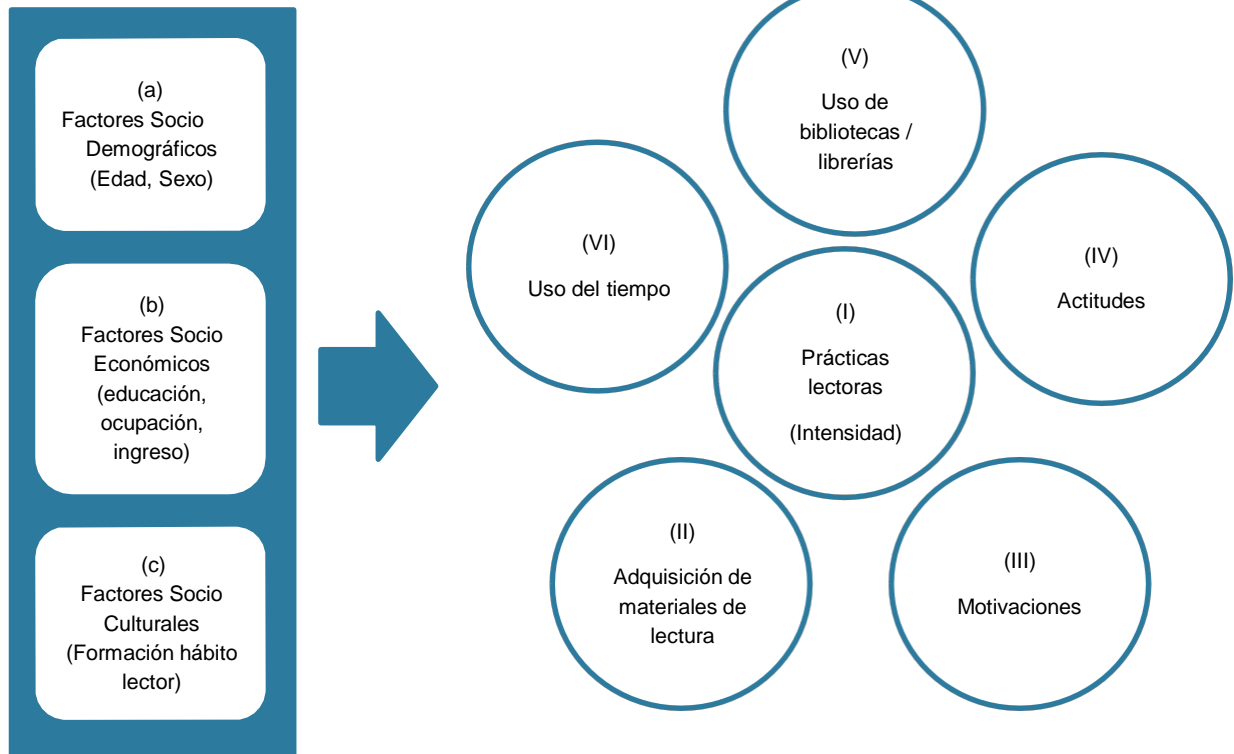 (a)
Factores Socio
Demográficos
(Edad, Sexo)
(b)
Factores Socio
Económicos
(educación,
ocupación,
ingreso)
(c)
Factores Socio
Culturales
(Formación hábito
lector)
(V)
Uso de
bibliotecas /
librerías
(VI)
Uso del tiempo
(IV)
Actitudes
(I)
Prácticas
lectoras
(Intensidad)
(II)
Adquisición de
materiales de
lectura
(III)
Motivaciones